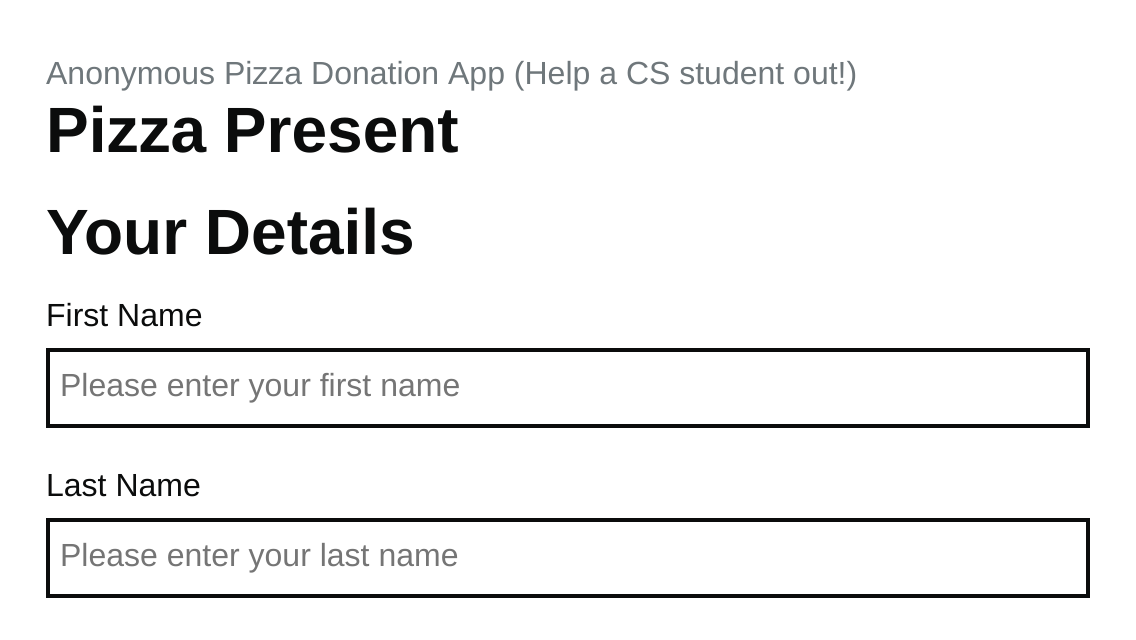 Anonymous Pizza Donation App (Help a CS student out!)
Pizza Present
Your Details
First Name
Please enter your first name
Last Name
Please enter your last name